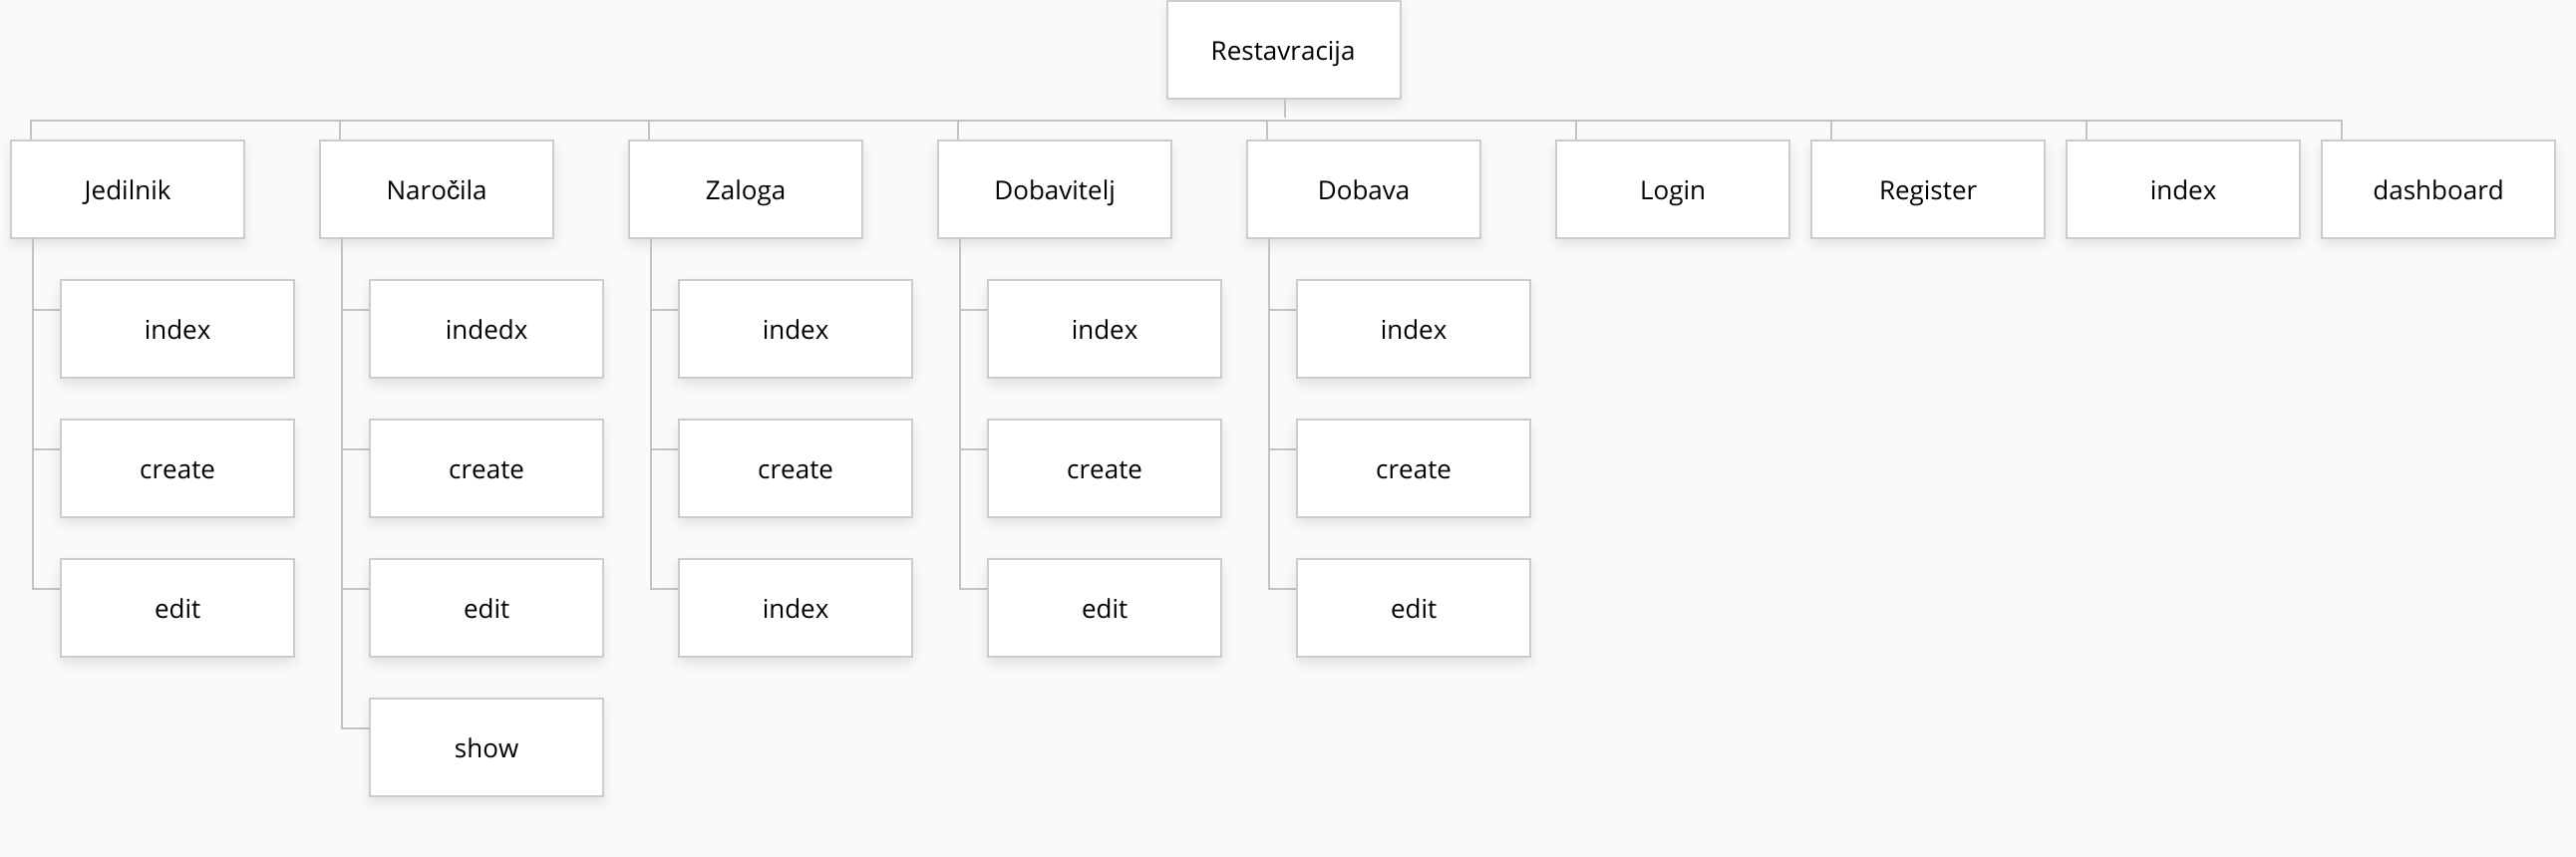 Restavracija
Jedilnik
Naročila
Zaloga
Dobavitelj
Dobava
Login
Register
index
dashboard
index
indedx
index
index
index
create
create
create
create
create
edit
edit
index
edit
edit
show